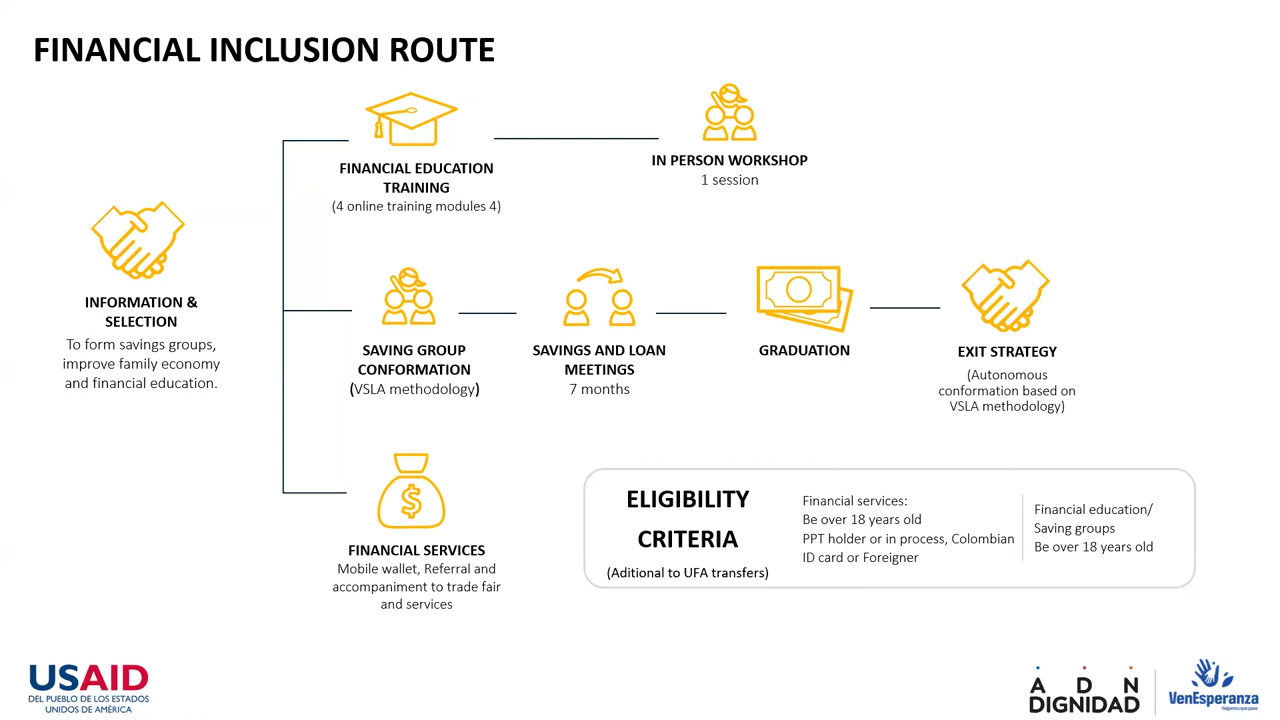 FINANCIAL INCLUSION ROUTE
FINANCIAL EDUCATION
TRAINING
(4 online training modules 4)
IN PERSON WORKSHOP
1 session
INFORMATION &
SELECTION
To form savings groups,
improve family economy
and financial education.
SAVING GROUP
CONFORMATION
(VSLA methodology)
SAVINGS AND LOAN
MEETINGS
7 months
GRADUATION
EXIT STRATEGY
(Autonomous
conformation based on
VSLA methodology)
$
FINANCIAL SERVICES
Mobile wallet, Referral and
accompaniment to trade fair
and services
ELIGIBILITY
CRITERIA
(Aditional to UFA transfers)
Financial services:
Be over 18 years old
PPT holder or in process, Colombian
ID card or Foreigner
Financial education/
Saving groups
Be over 18 years old
USAID
DEL PUEBLO DE LOS ESTADOS
UNIDOS DE AMÉRICA
ADN
DIGNIDAD
VenEsperanza